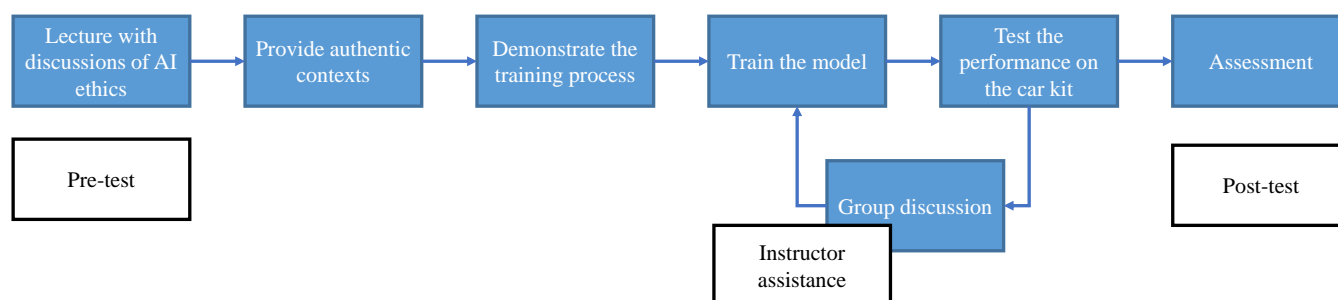 Lecture with
discussions of AI
ethics
Provide authentic
contexts
Demonstrate the
training process
Train the model
Test the
performance on
the car kit
Assessment
Pre-test
Group discussion
Instructor
assistance
Post-test